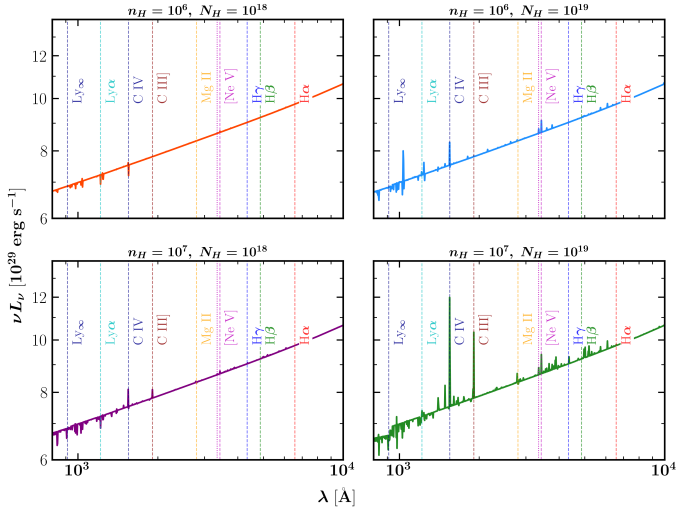 n_H = 10^6, N_H = 10^18
n_H = 10^6, N_H = 10^19
12
10
8
6
Ly∞
Lyα
C IV
C III]
Mg II
[Ne V]
Hγ
Hβ
Hα
Ly∞
Lyα
C IV
C III]
Mg II
[Ne V]
Hγ
Hβ
Hα
νL_ν [10^29 erg s^−1]
n_H = 10^7, N_H = 10^18
n_H = 10^7, N_H = 10^19
12
10
8
6
Ly∞
Lyα
C IV
C III]
Mg II
[Ne V]
Hγ
Hβ
Hα
Ly∞
Lyα
C IV
C III]
Mg II
[Ne V]
Hγ
Hβ
Hα
10^3
10^4
10^3
10^4
λ [Å]